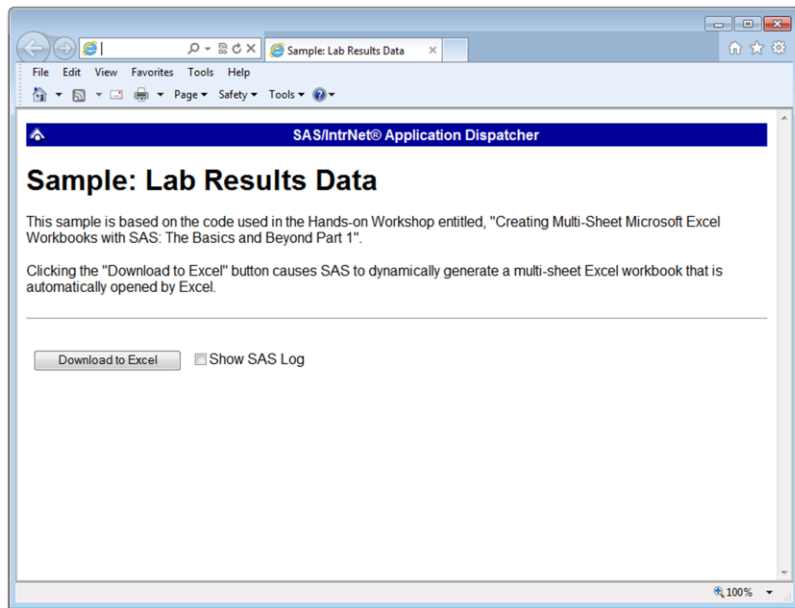 Sample: Lab Results Data
File Edit View Favorites Tools Help
Page Safety Tools
SAS/IntrNet® Application Dispatcher
Sample: Lab Results Data
This sample is based on the code used in the Hands-on Workshop entitled, "Creating Multi-Sheet Microsoft Excel
Workbooks with SAS: The Basics and Beyond Part 1".
Clicking the "Download to Excel" button causes SAS to dynamically generate a multi-sheet Excel workbook that is
automatically opened by Excel.
Download to Excel Show SAS Log
100%